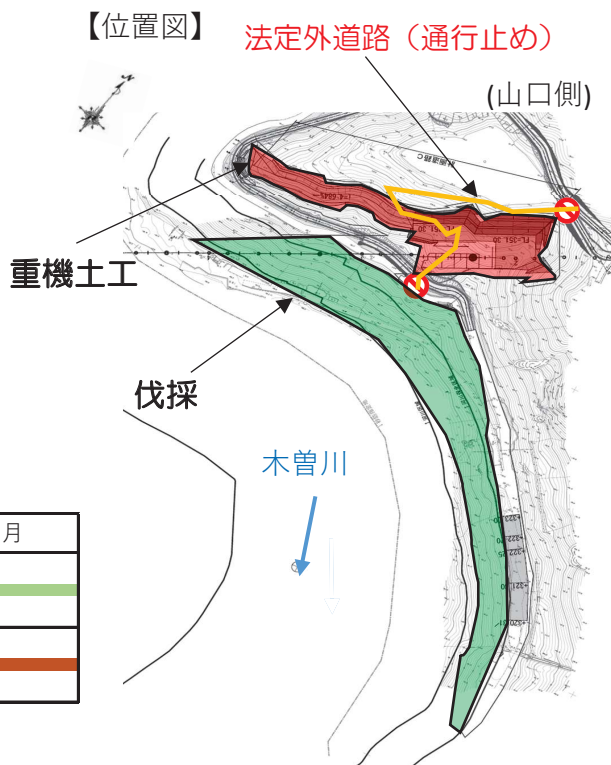 【位置図】
法定外道路（通行止め）
(山口側)
重機土工
伐採
木曽川
月